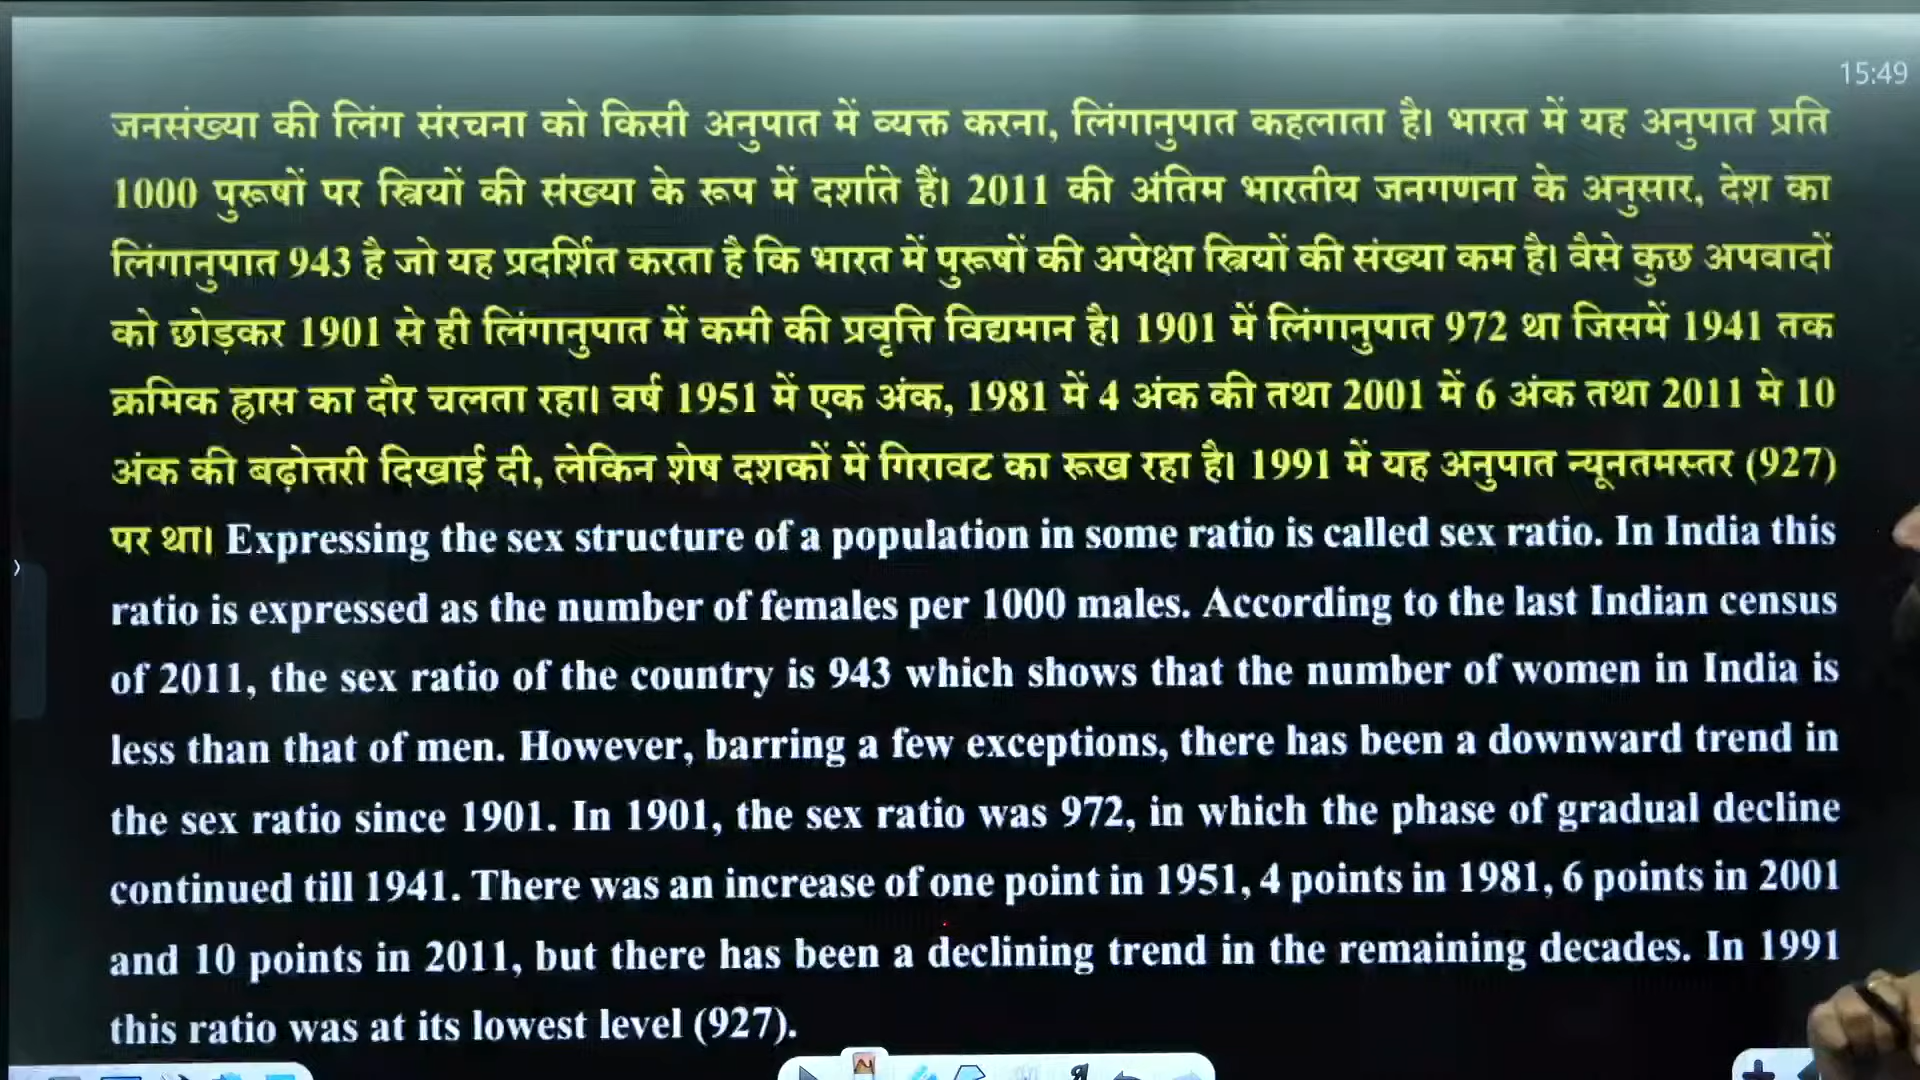 15:49
जनसंख्या की लिंग संरचना को किसी अनुपात में व्यक्त करना, लिंगानुपात कहलाता है। भारत में यह अनुपात प्रति
1000 पुरूषों पर स्त्रियों की संख्या के रूप में दर्शाते हैं। 2011 की अंतिम भारतीय जनगणना के अनुसार, देश का
लिंगानुपात 943 है जो यह प्रदर्शित करता है कि भारत में पुरूषों की अपेक्षा स्त्रियों की संख्या कम है। वैसे कुछ अपवादों
को छोड़कर 1901 से ही लिंगानुपात में कमी की प्रवृत्ति विद्यमान है। 1901 में लिंगानुपात 972 था जिसमें 1941 तक
क्रमिक ह्रास का दौर चलता रहा। वर्ष 1951 में एक अंक, 1981 में 4 अंक की तथा 2001 में 6 अंक तथा 2011 मे 10
अंक की बढ़ोत्तरी दिखाई दी, लेकिन शेष दशकों में गिरावट का रूख रहा है। 1991 में यह अनुपात न्यूनतमस्तर (927)
पर था। Expressing the sex structure of a population in some ratio is called sex ratio. In India this
ratio is expressed as the number of females per 1000 males. According to the last Indian census
of 2011, the sex ratio of the country is 943 which shows that the number of women in India is
less than that of men. However, barring a few exceptions, there has been a downward trend in
the sex ratio since 1901. In 1901, the sex ratio was 972, in which the phase of gradual decline
continued till 1941. There was an increase of one point in 1951, 4 points in 1981, 6 points in 2001
and 10 points in 2011, but there has been a declining trend in the remaining decades. In 1991
this ratio was at its lowest level (927).